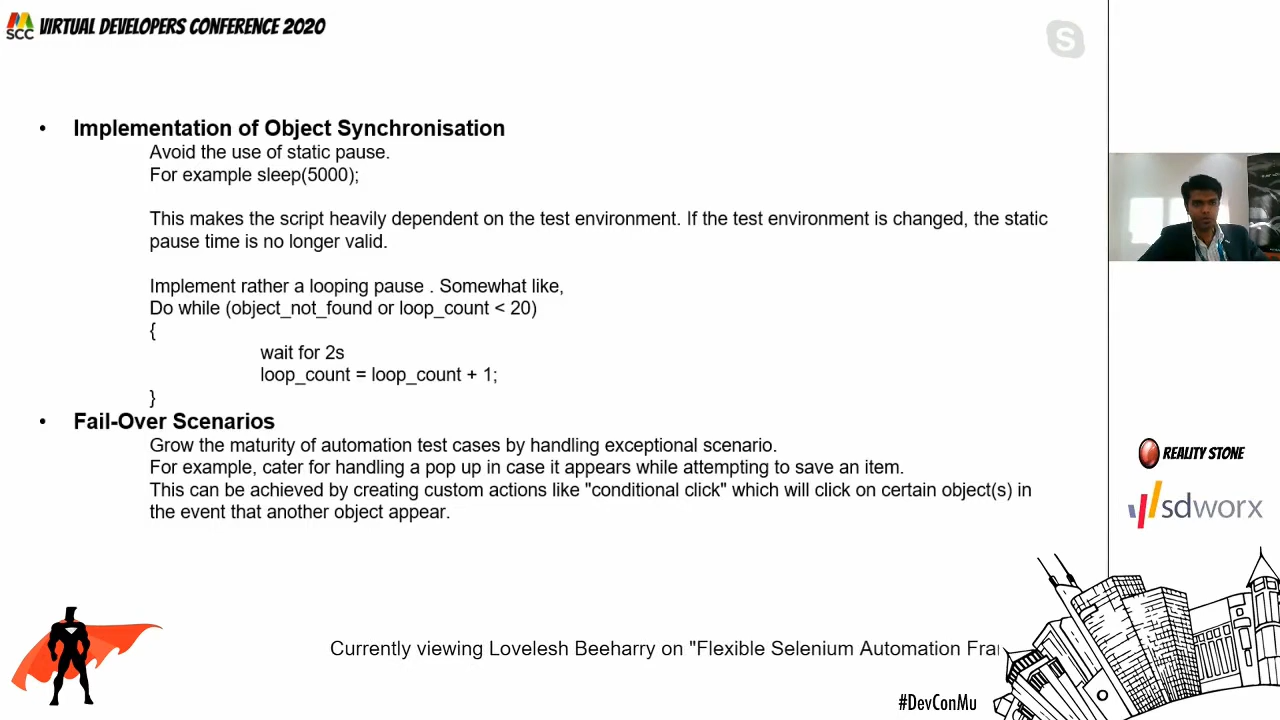 SCC VIRTUAL DEVELOPERS CONFERENCE 2020
S
• Implementation of Object Synchronisation
Avoid the use of static pause.
For example sleep(5000);
This makes the script heavily dependent on the test environment. If the test environment is changed, the static
pause time is no longer valid.
Implement rather a looping pause . Somewhat like,
Do while (object_not_found or loop_count < 20)
{
wait for 2s
loop_count = loop_count + 1;
}
• Fail-Over Scenarios
Grow the maturity of automation test cases by handling exceptional scenario.
For example, cater for handling a pop up in case it appears while attempting to save an item.
This can be achieved by creating custom actions like "conditional click" which will click on certain object(s) in
the event that another object appear.
REALITY STONE
sdworx
Currently viewing Lovelesh Beeharry on "Flexible Selenium Automation Fra
#DevConMu